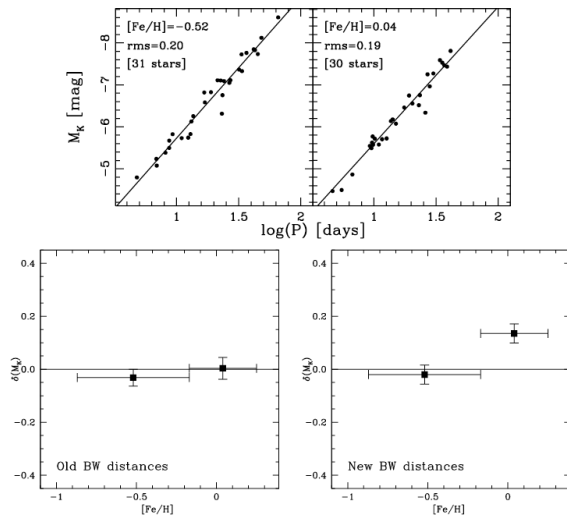 [Fe/H]=−0.52
rms=0.20
[31 stars]
[Fe/H]=0.04
rms=0.19
[30 stars]
M_K [mag]
-8
-7
-6
-5
1 1.5 2 1 1.5 2
log(P) [days]
δ(M_K)
0.4
0.2
0.0
−0.2
−0.4
Old BW distances
−1 −0.5 0
[Fe/H]
δ(M_K)
0.4
0.2
0.0
−0.2
−0.4
New BW distances
−1 −0.5 0
[Fe/H]